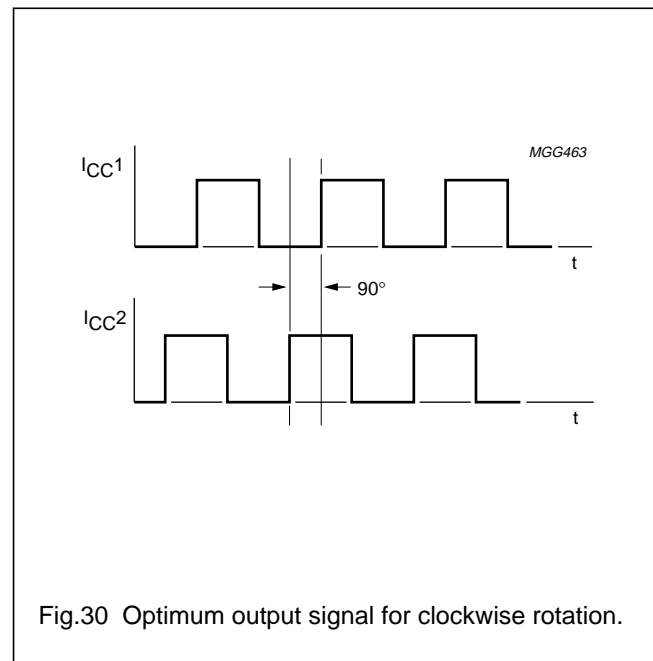 MGG463
ICC1
t
90°
ICC2
t
Fig.30 Optimum output signal for clockwise rotation.